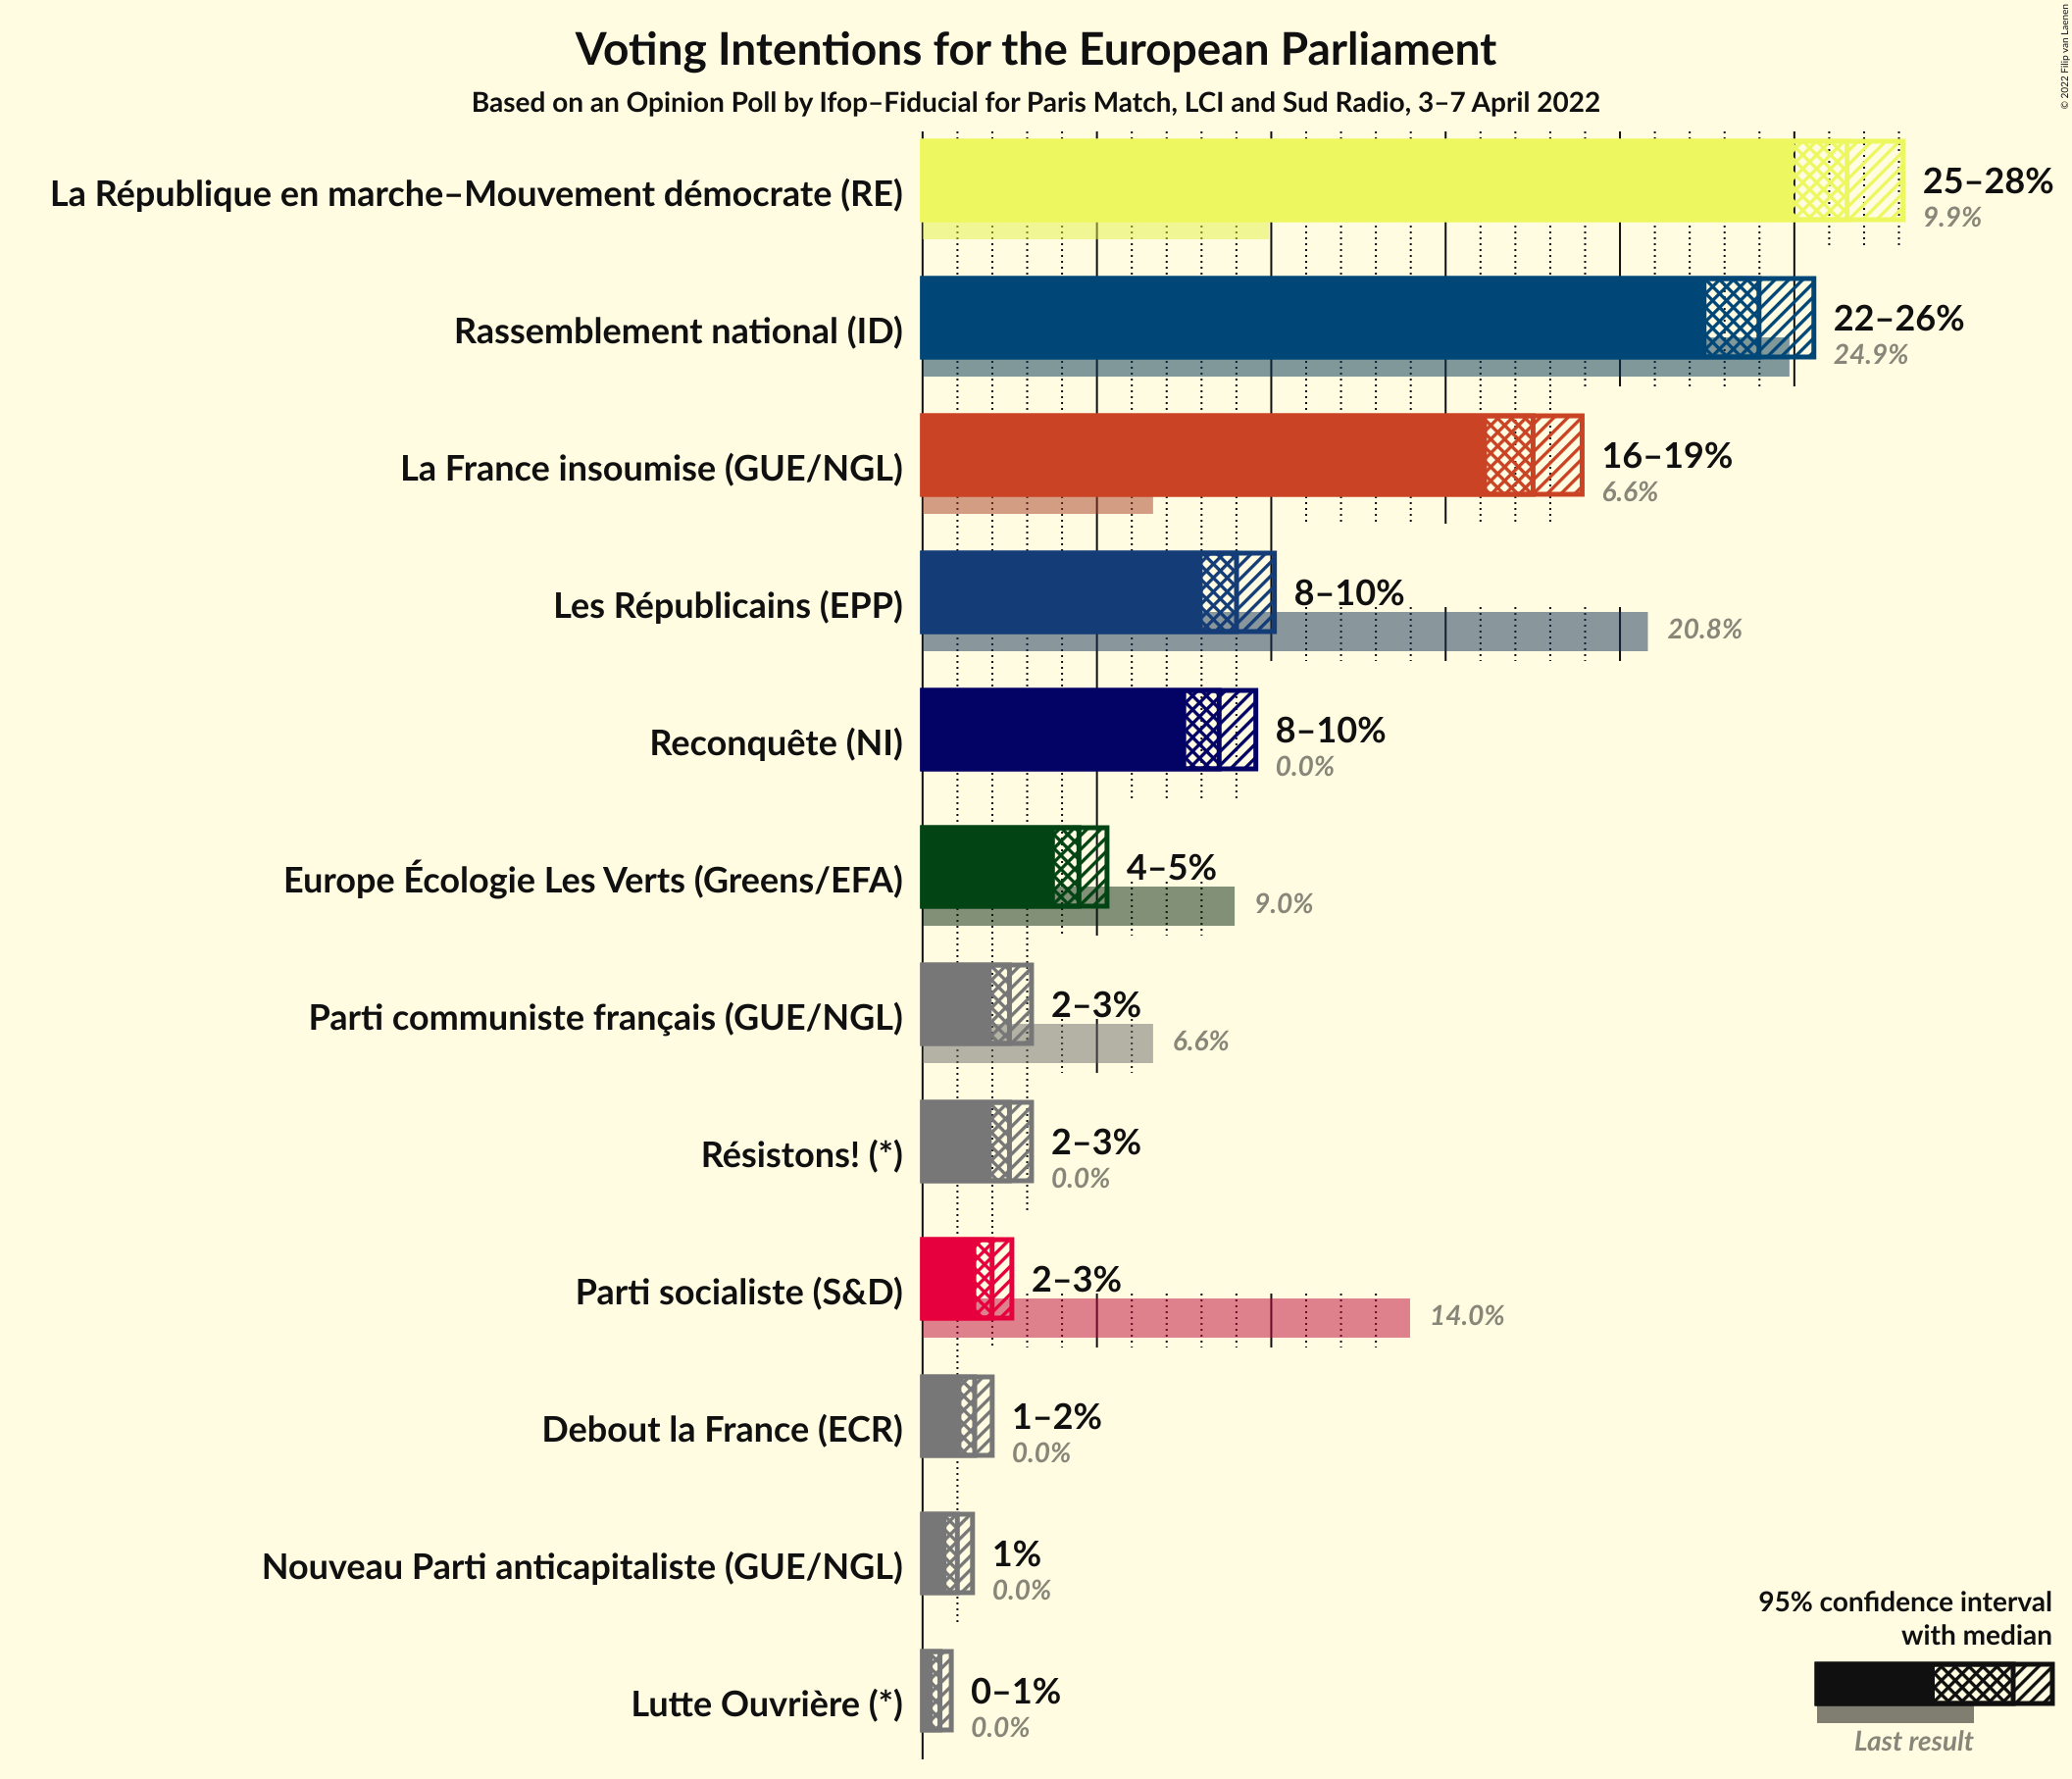 Voting Intentions for the European Parliament
Based on an Opinion Poll by Ifop–Fiducial for Paris Match, LCI and Sud Radio, 3–7 April 2022
© 2022 Filip van Laenen
La République en marche–Mouvement démocrate (RE)
25–28%
9.9%
Rassemblement national (ID)
22–26%
24.9%
La France insoumise (GUE/NGL)
16–19%
6.6%
Les Républicains (EPP)
8–10%
20.8%
Reconquête (NI)
8–10%
0.0%
Europe Écologie Les Verts (Greens/EFA)
4–5%
9.0%
Parti communiste français (GUE/NGL)
2–3%
6.6%
Résistons! (*)
2–3%
0.0%
Parti socialiste (S&D)
2–3%
14.0%
Debout la France (ECR)
1–2%
0.0%
Nouveau Parti anticapitaliste (GUE/NGL)
1%
0.0%
Lutte Ouvrière (*)
0–1%
0.0%
95% confidence interval
with median
Last result